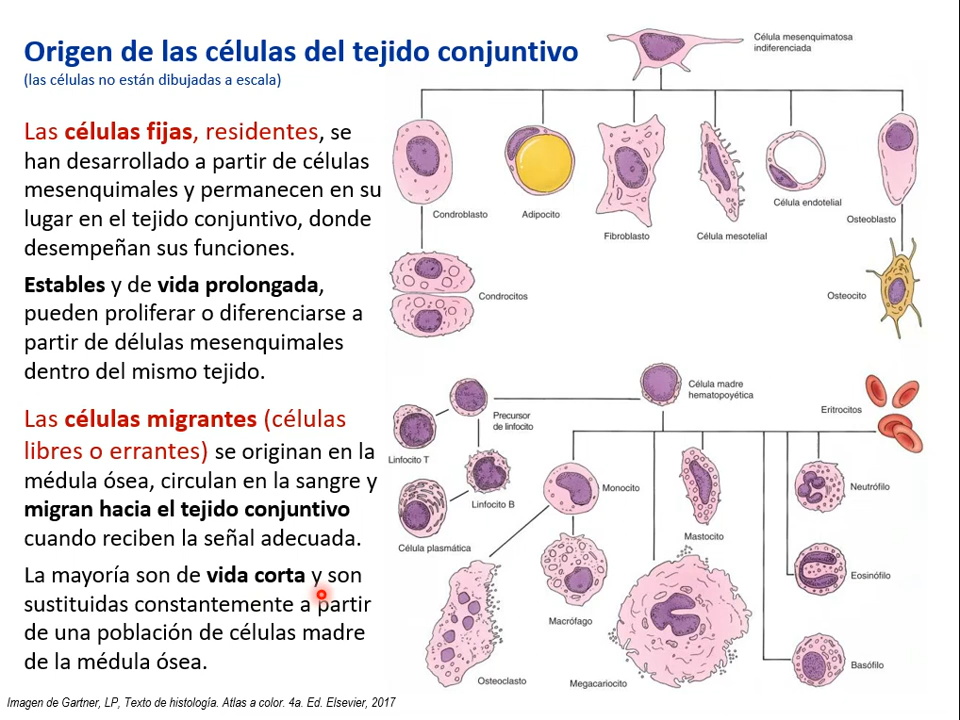 Origen de las células del tejido conjuntivo
(las células no están dibujadas a escala)
Las células fijas, residentes, se
han desarrollado a partir de células
mesenquimales y permanecen en su
lugar en el tejido conjuntivo, donde
desempeñan sus funciones.
Estables y de vida prolongada,
pueden proliferar o diferenciarse a
partir de délulas mesenquimales
dentro del mismo tejido.
Las células migrantes (células
libres o errantes) se originan en la
médula ósea, circulan en la sangre y
migran hacia el tejido conjuntivo
cuando reciben la señal adecuada.
La mayoría son de vida corta y son
sustituidas constantemente a partir
de una población de células madre
de la médula ósea.
Célula mesenquimatosa
indiferenciada
Condroblasto
Adipocito
Fibroblasto
Célula mesotelial
Célula endotelial
Osteoblasto
Condrocitos
Osteocito
Célula madre
hematopoyética
Eritrocitos
Precursor
de linfocito
Linfocito T
Linfocito B
Célula plasmática
Monocito
Mastocito
Neutrófilo
Eosinófilo
Macrófago
Osteoclasto
Megacariocito
Basófilo
Imagen de Gartner, LP, Texto de histología. Atlas a color. 4a. Ed. Elsevier, 2017